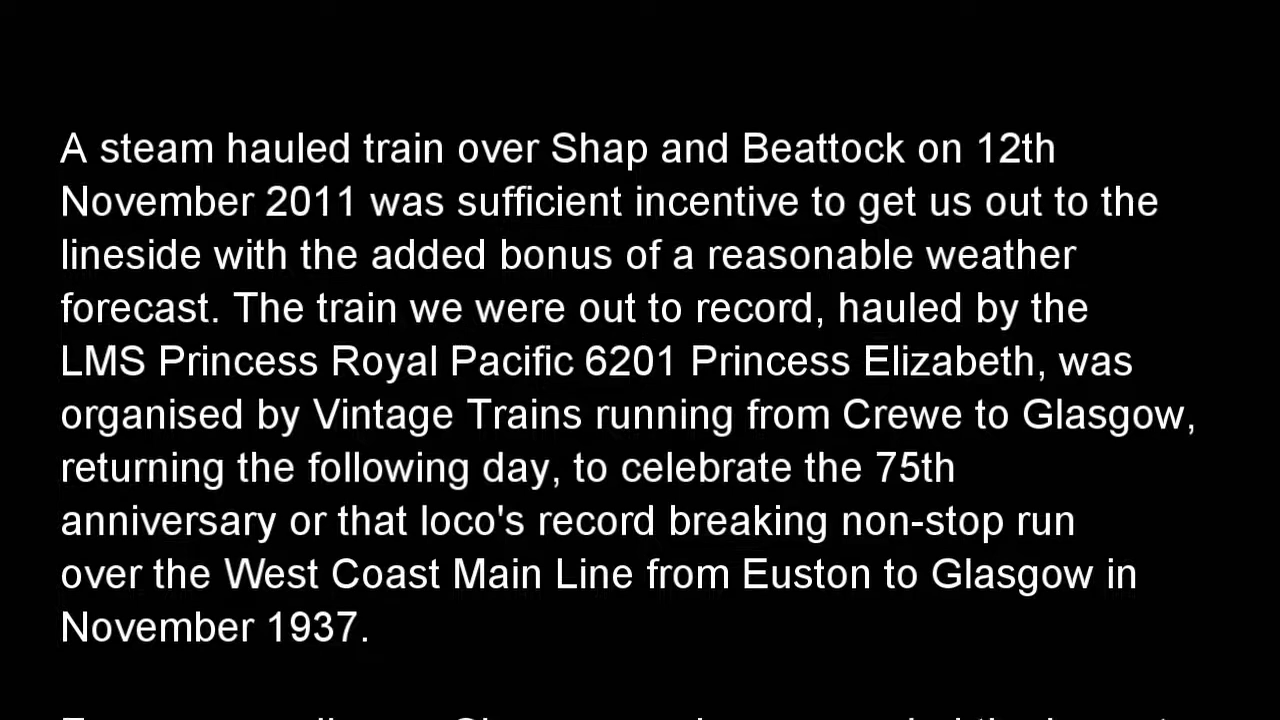 A steam hauled train over Shap and Beattock on 12th
November 2011 was sufficient incentive to get us out to the
lineside with the added bonus of a reasonable weather
forecast. The train we were out to record, hauled by the
LMS Princess Royal Pacific 6201 Princess Elizabeth, was
organised by Vintage Trains running from Crewe to Glasgow,
returning the following day, to celebrate the 75th
anniversary or that loco's record breaking non-stop run
over the West Coast Main Line from Euston to Glasgow in
November 1937.